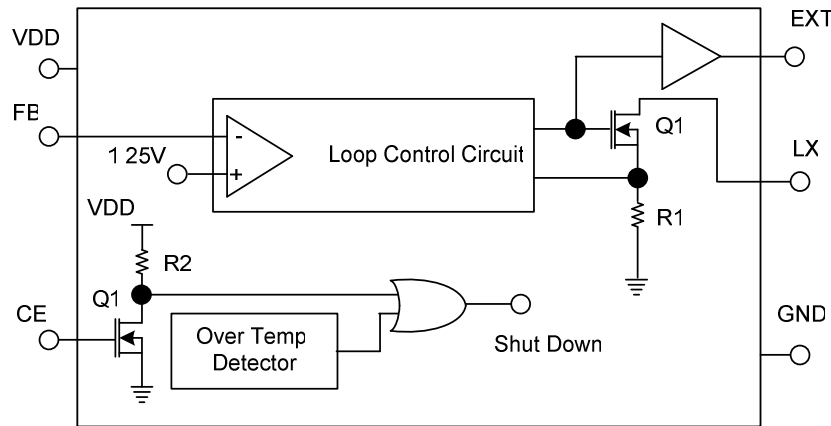 EXT
VDD
FB
1 25V
-
+
Loop Control Circuit
Q1
LX
R1
VDD
R2
Q1
CE
Over Temp
Detector
Shut Down
GND